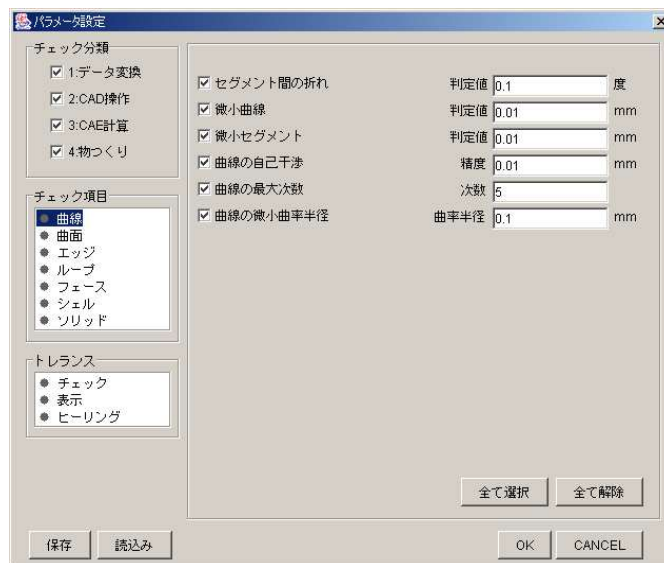 パラメータ設定
チェック分類
1:データ変換
2:CAD操作
3:CAE計算
4:物つくり
チェック項目
曲線
曲面
エッジ
ループ
フェース
シェル
ソリッド
トレランス
チェック
表示
ヒーリング
セグメント間の折れ 判定値 0.1 度
微小曲線 判定値 0.01 mm
微小セグメント 判定値 0.01 mm
曲線の自己干渉 精度 0.01 mm
曲線の最大次数 次数 5
曲線の微小曲率半径 曲率半径 0.1 mm
全て選択 全て解除
保存 読込み OK CANCEL